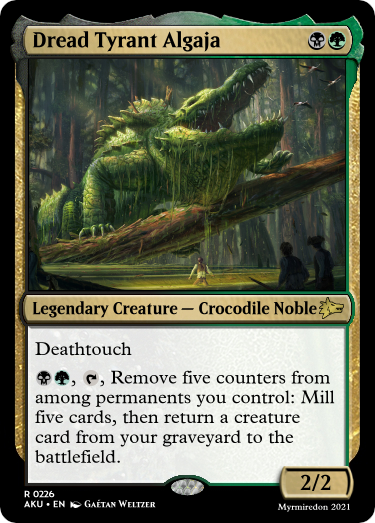 Dread Tyrant Algaja
Legendary Creature — Crocodile Noble
Deathtouch
, , Remove five counters from
among permanents you control: Mill
five cards, then return a creature
card from your graveyard to the
battlefield.
2/2
R 0226
AKU • EN Gaétan Weltzer
Myrmiredon 2021